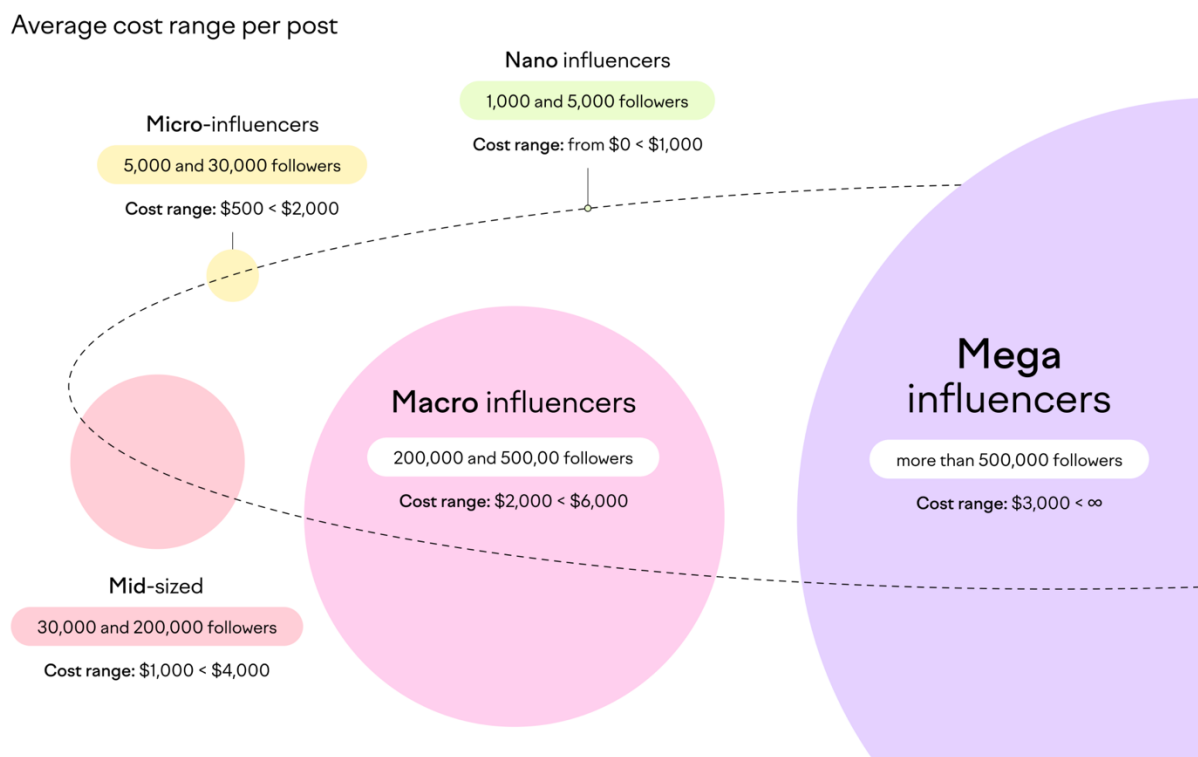 Average cost range per post
Nano influencers
1,000 and 5,000 followers
Cost range: from $0 < $1,000
Micro-influencers
5,000 and 30,000 followers
Cost range: $500 < $2,000
Macro influencers
200,000 and 500,00 followers
Cost range: $2,000 < $6,000
Mega
influencers
more than 500,000 followers
Cost range: $3,000 < ∞
Mid-sized
30,000 and 200,000 followers
Cost range: $1,000 < $4,000